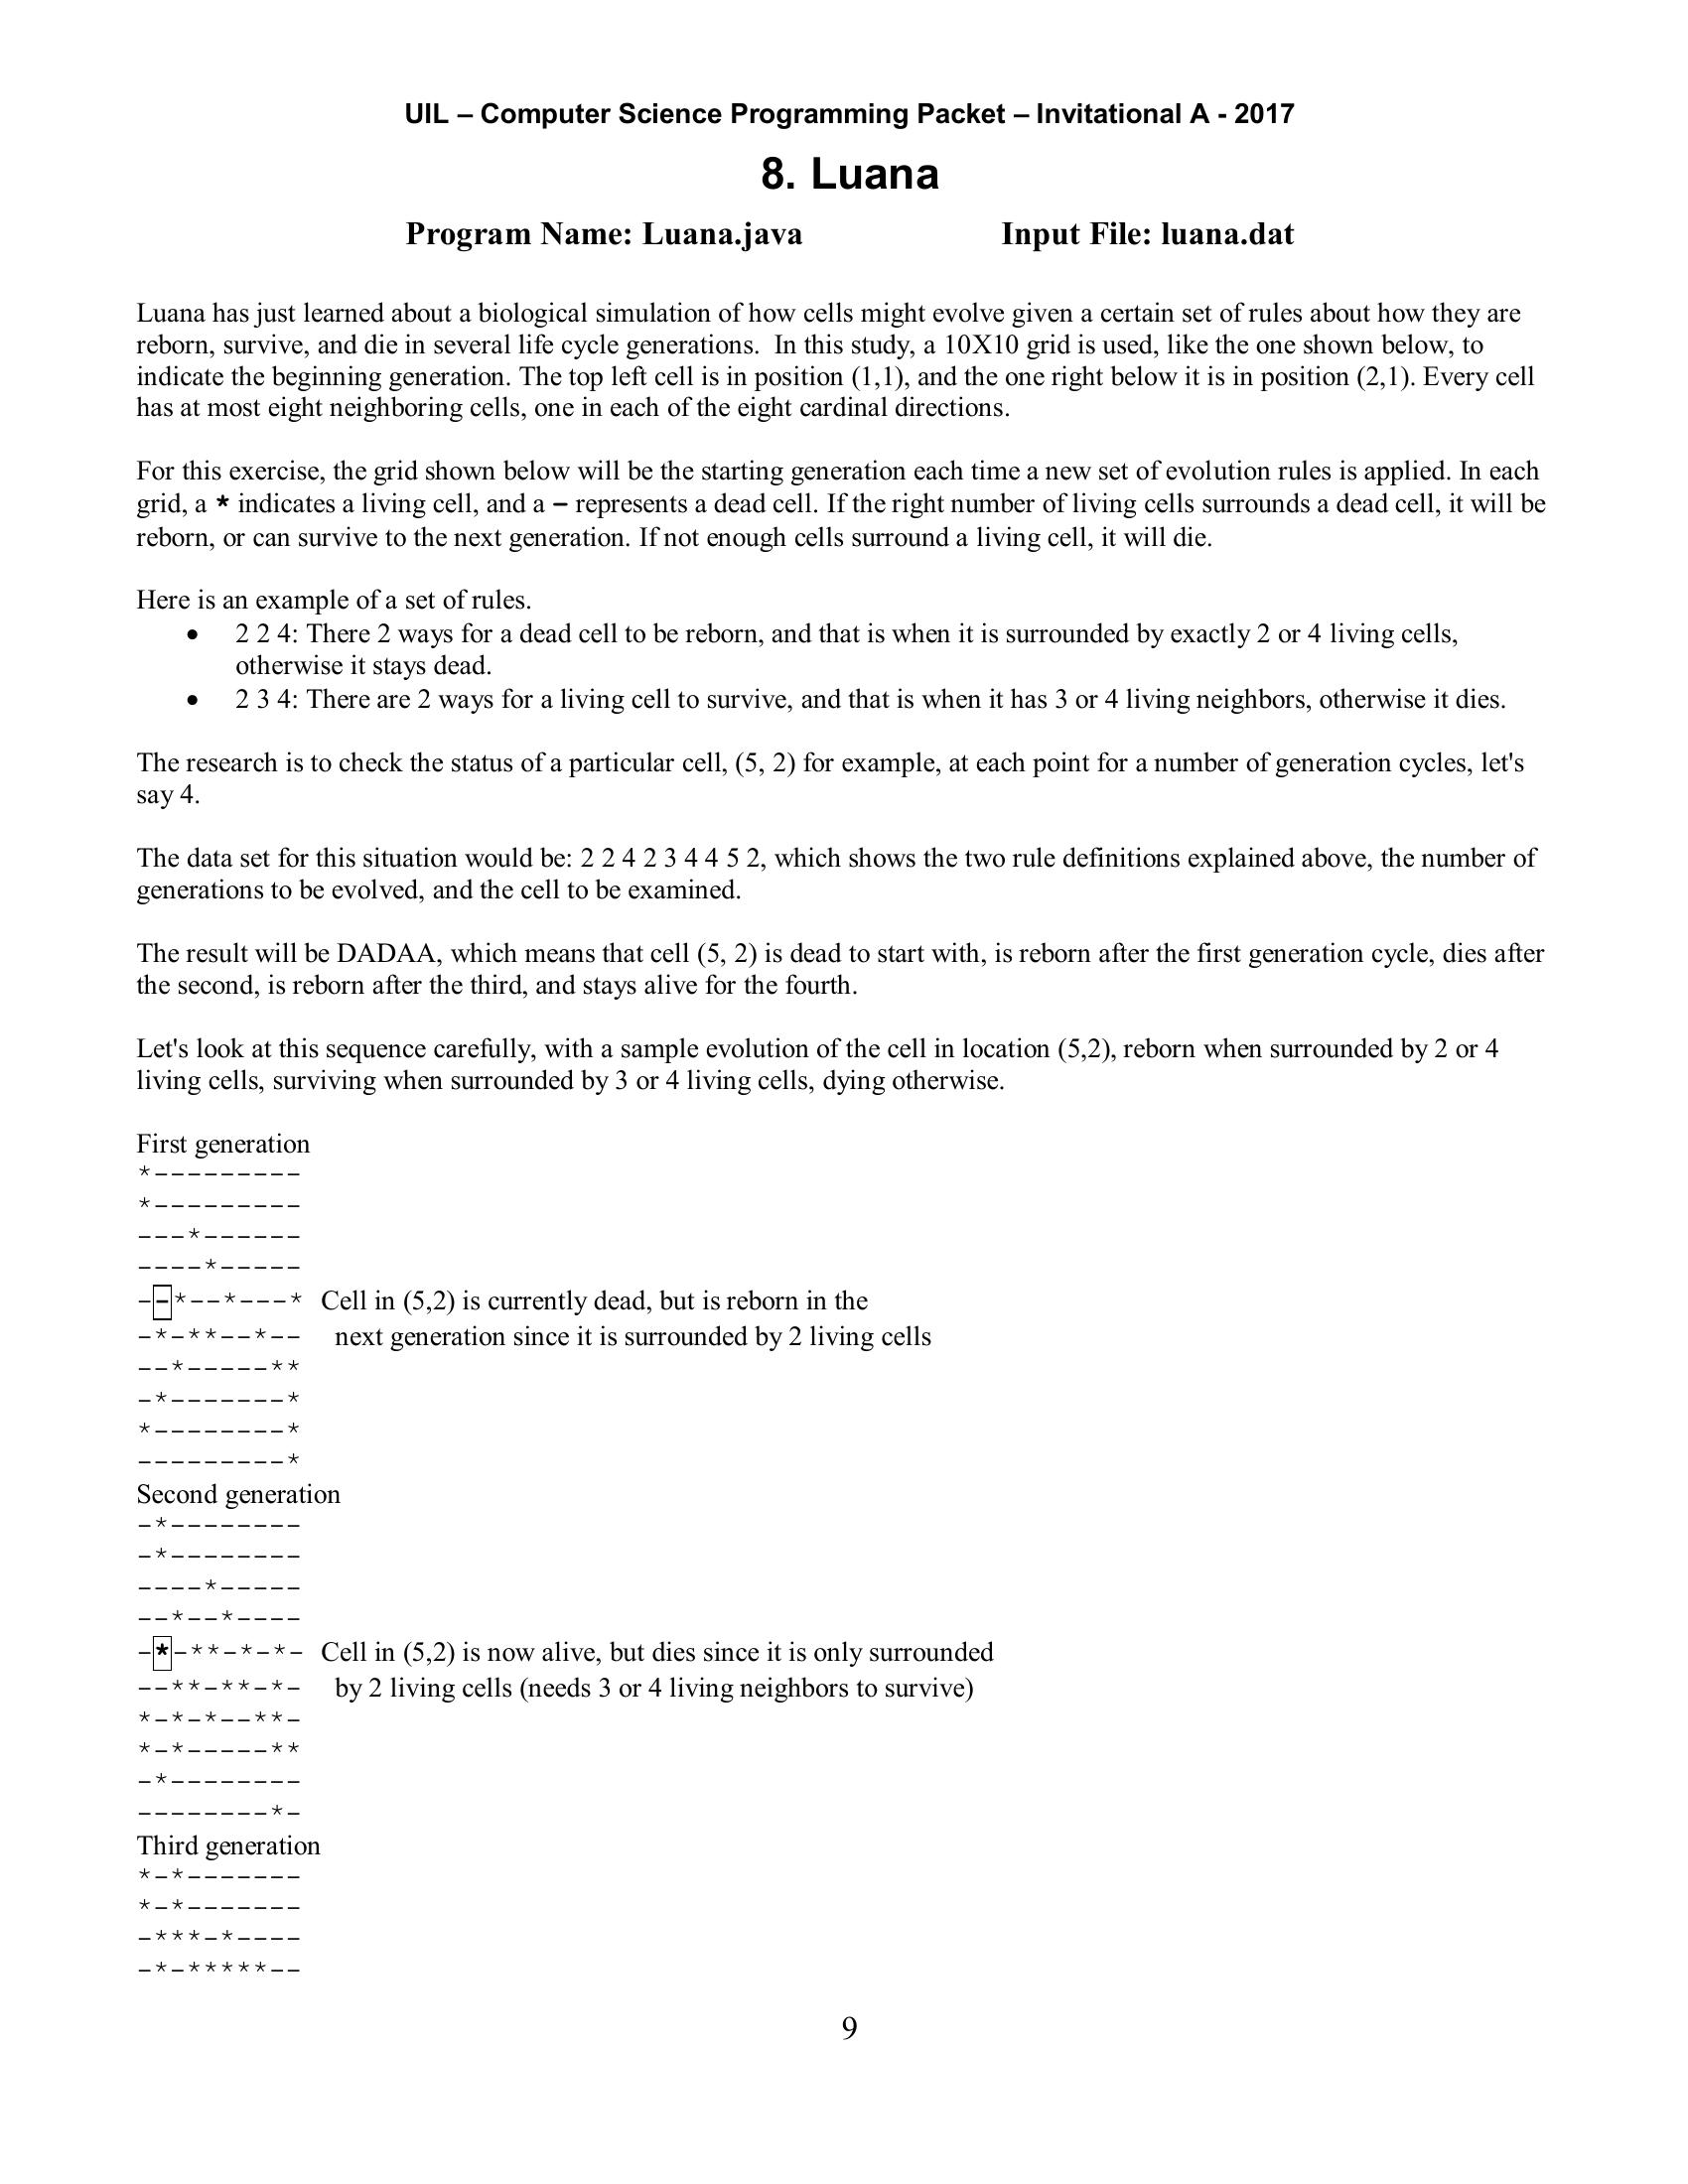 UIL – Computer Science Programming Packet – Invitational A - 2017
8. Luana
Program Name: Luana.java Input File: luana.dat
Luana has just learned about a biological simulation of how cells might evolve given a certain set of rules about how they are
reborn, survive, and die in several life cycle generations.  In this study, a 10X10 grid is used, like the one shown below, to
indicate the beginning generation. The top left cell is in position (1,1), and the one right below it is in position (2,1). Every cell
has at most eight neighboring cells, one in each of the eight cardinal directions.
For this exercise, the grid shown below will be the starting generation each time a new set of evolution rules is applied. In each
grid, a * indicates a living cell, and a – represents a dead cell. If the right number of living cells surrounds a dead cell, it will be
reborn, or can survive to the next generation. If not enough cells surround a living cell, it will die.
Here is an example of a set of rules.
• 2 2 4: There 2 ways for a dead cell to be reborn, and that is when it is surrounded by exactly 2 or 4 living cells,
otherwise it stays dead.
• 2 3 4: There are 2 ways for a living cell to survive, and that is when it has 3 or 4 living neighbors, otherwise it dies.
The research is to check the status of a particular cell, (5, 2) for example, at each point for a number of generation cycles, let's
say 4.
The data set for this situation would be: 2 2 4 2 3 4 4 5 2, which shows the two rule definitions explained above, the number of
generations to be evolved, and the cell to be examined.
The result will be DADAA, which means that cell (5, 2) is dead to start with, is reborn after the first generation cycle, dies after
the second, is reborn after the third, and stays alive for the fourth.
Let's look at this sequence carefully, with a sample evolution of the cell in location (5,2), reborn when surrounded by 2 or 4
living cells, surviving when surrounded by 3 or 4 living cells, dying otherwise.
First generation
*---------
*---------
---*------
----*-----
--*--*---* Cell in (5,2) is currently dead, but is reborn in the
-*-**--*-- next generation since it is surrounded by 2 living cells
--*-----**
-*-------*
*--------*
---------*
Second generation
-*--------
-*--------
----*-----
--*--*----
-*-**-*-*- Cell in (5,2) is now alive, but dies since it is only surrounded
--**-**-*- by 2 living cells (needs 3 or 4 living neighbors to survive)
*-*-*--**-
*-*-----**
-*--------
--------*-
Third generation
*-*-------
*-*-------
-***-*----
-*-*****--
9